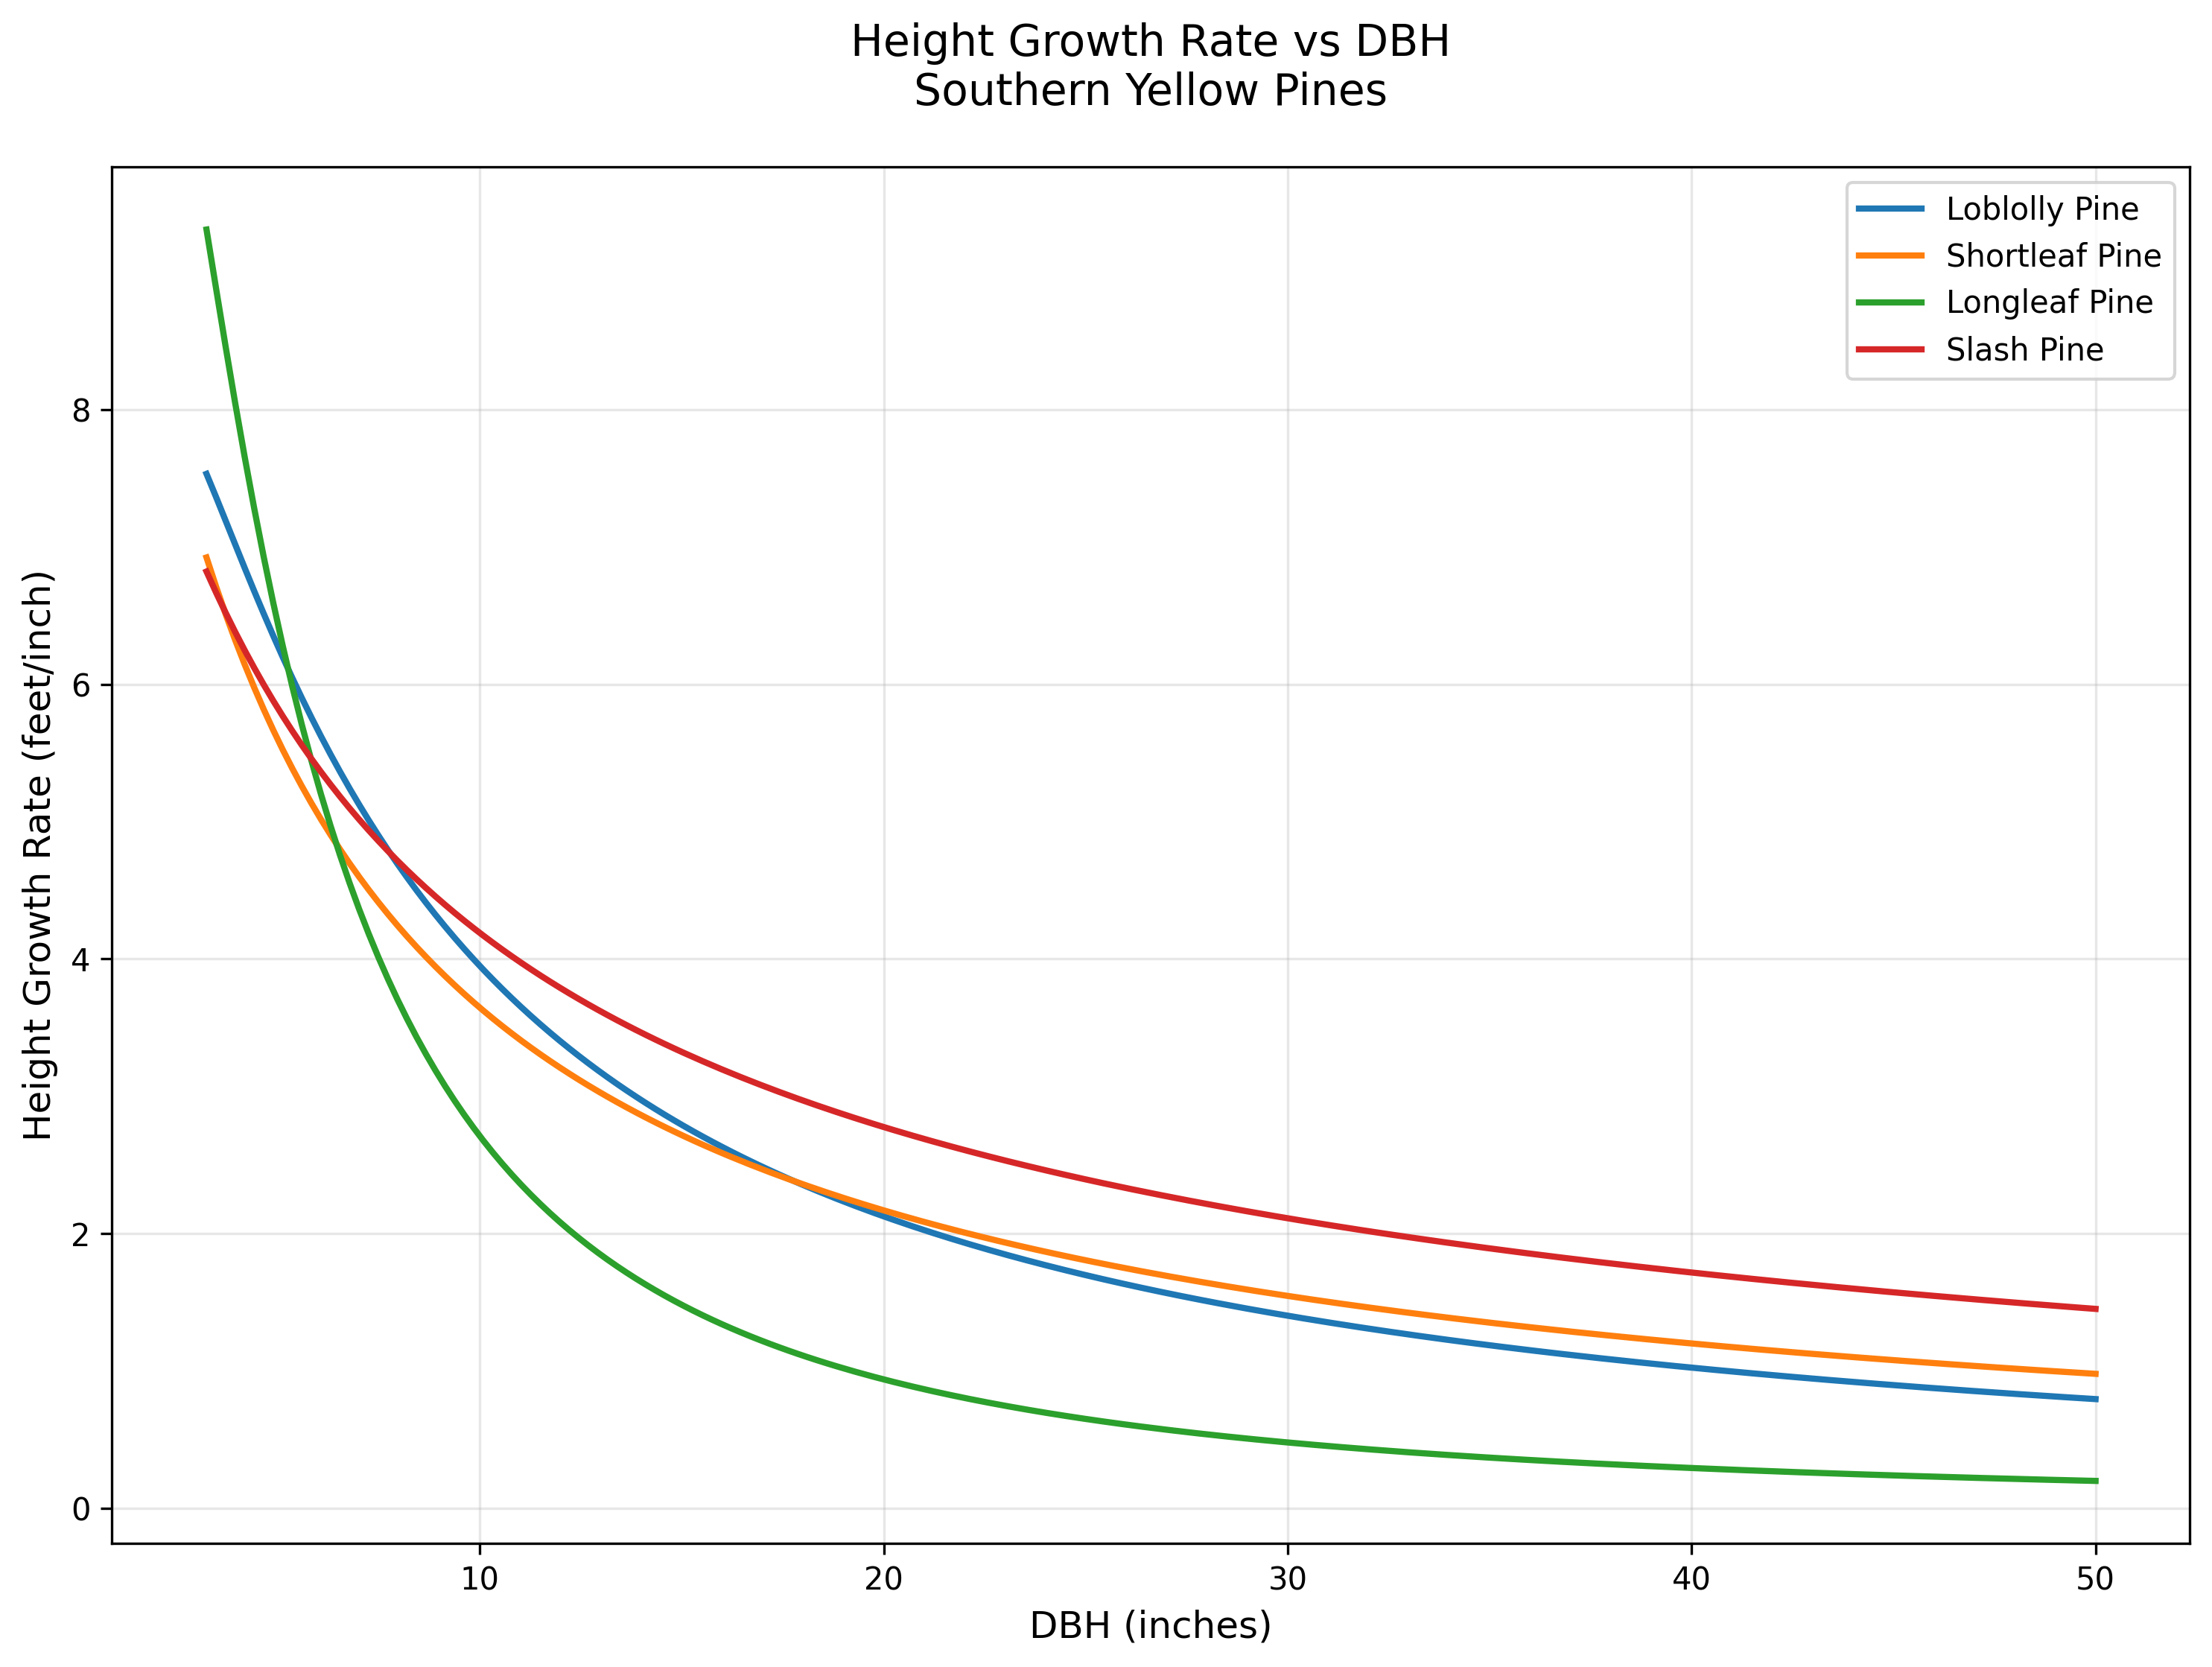 Height Growth Rate vs DBH
Southern Yellow Pines
Loblolly Pine
Shortleaf Pine
Longleaf Pine
Slash Pine
Height Growth Rate (feet/inch)
8
6
4
2
0
10 20 30 40 50
DBH (inches)